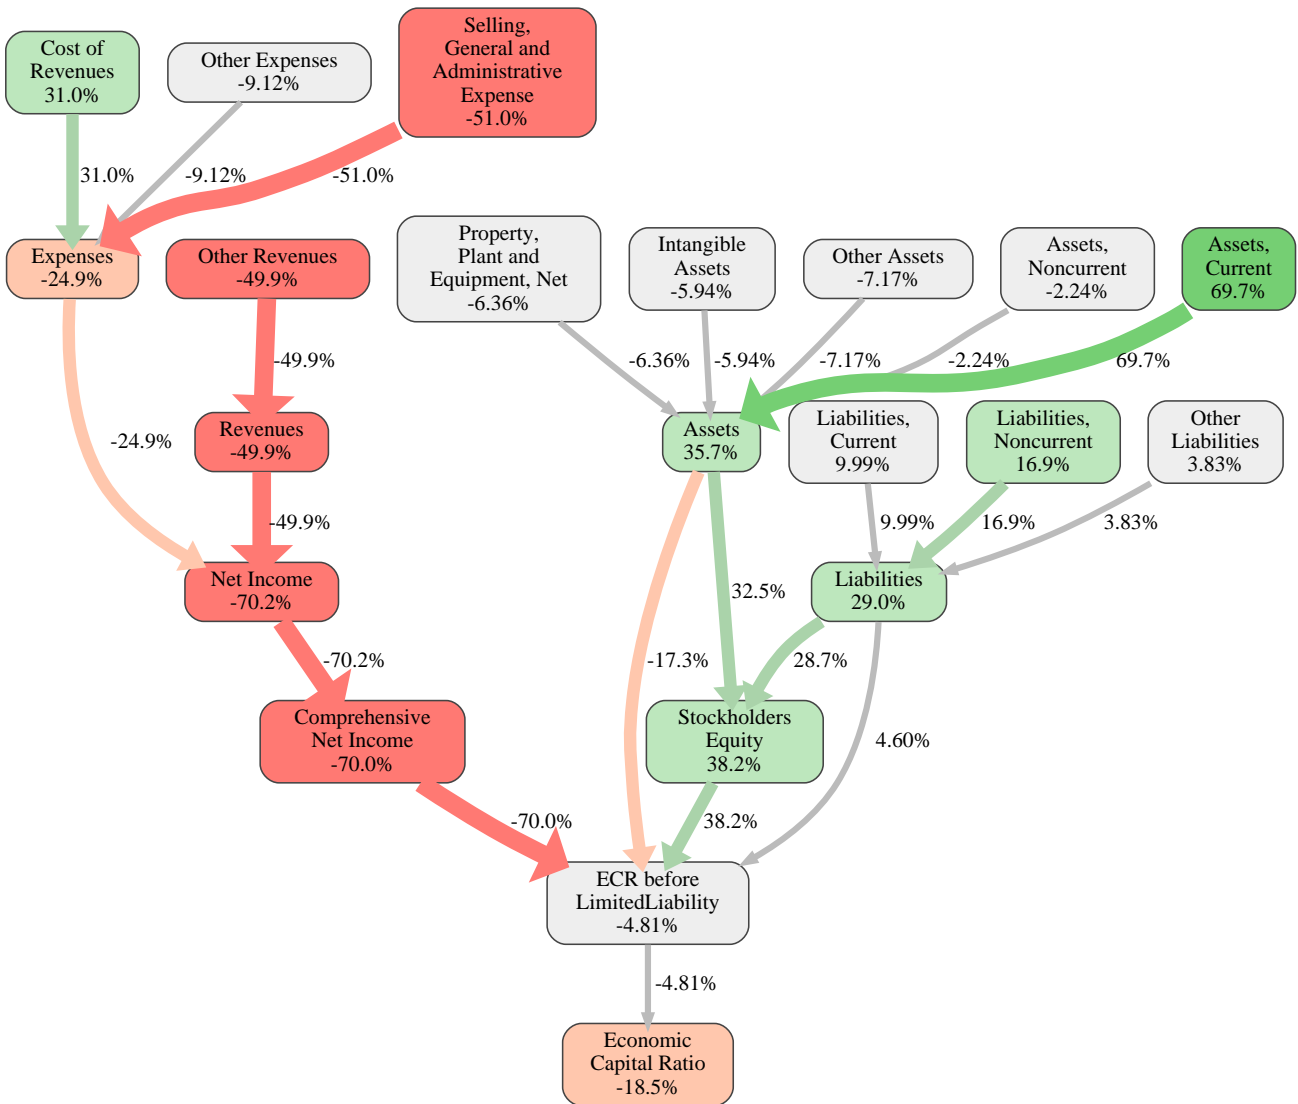 Cost of
Revenues
31.0%
Other Expenses
-9.12%
Selling,
General and
Administrative
Expense
-51.0%
31.0%
-9.12%
-51.0%
Expenses
-24.9%
Other Revenues
-49.9%
Property,
Plant and
Equipment, Net
-6.36%
Intangible
Assets
-5.94%
Other Assets
-7.17%
Assets,
Noncurrent
-2.24%
Assets,
Current
69.7%
-49.9%
-6.36%
-5.94%
-7.17%
-2.24%
69.7%
-24.9%
Revenues
-49.9%
Assets
35.7%
Liabilities,
Current
9.99%
Liabilities,
Noncurrent
16.9%
Other
Liabilities
3.83%
-49.9%
9.99%
16.9%
3.83%
Net Income
-70.2%
32.5%
Liabilities
29.0%
-70.2%
-17.3%
28.7%
Comprehensive
Net Income
-70.0%
Stockholders
Equity
38.2%
4.60%
-70.0%
38.2%
ECR before
LimitedLiability
-4.81%
-4.81%
Economic
Capital Ratio
-18.5%